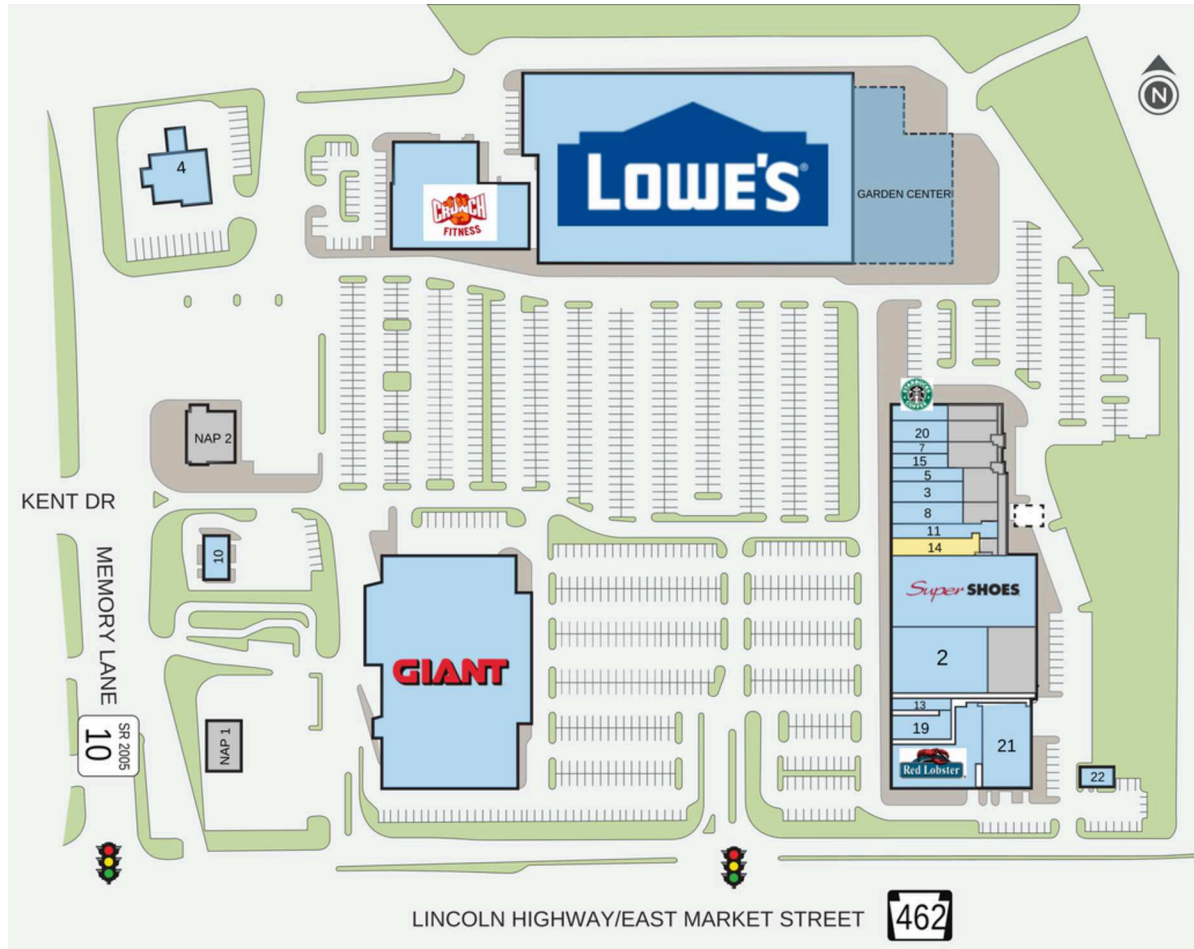 N
4
CRUNCH
FITNESS
LOWE'S
GARDEN CENTER
STARBUCKS
COFFEE
NAP 2
20
7
15
5
3
8
11
14
KENT DR
10
Super SHOES
MEMORY LANE
GIANT
2
13
19
21
Red Lobster
22
SR 2005
10
NAP 1
LINCOLN HIGHWAY/EAST MARKET STREET
462